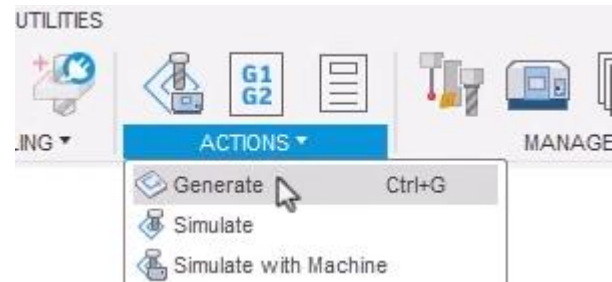 UTILITIES
G1
G2
ING ▾ ACTIONS ▾ MANAGE
Generate Ctrl+G
Simulate
Simulate with Machine